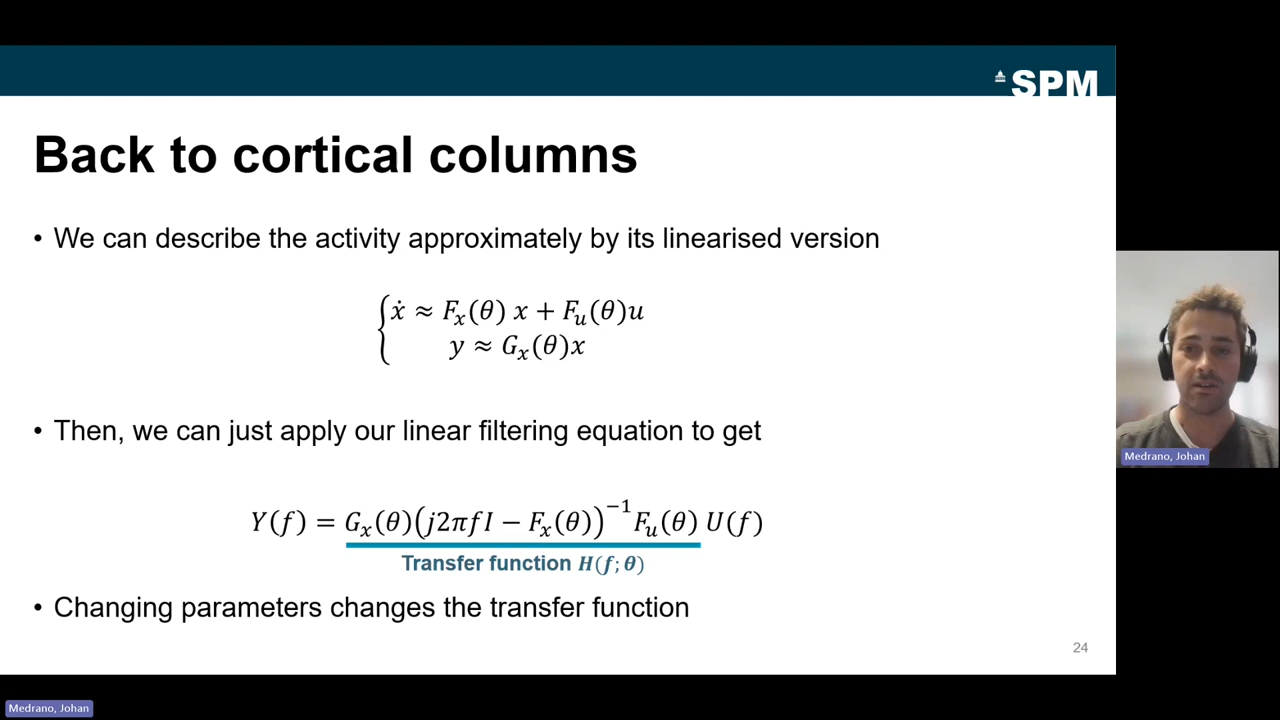 SPM
Back to cortical columns
• We can describe the activity approximately by its linearised version
ẋ ≈ Fₓ(θ) x + Fᵤ(θ)u
y ≈ Gₓ(θ)x
• Then, we can just apply our linear filtering equation to get
Y(f) = Gₓ(θ)(j2πfI − Fₓ(θ))⁻¹Fᵤ(θ) U(f)
Transfer function H(f; θ)
• Changing parameters changes the transfer function
24
Medrano, Johan
Medrano, Johan